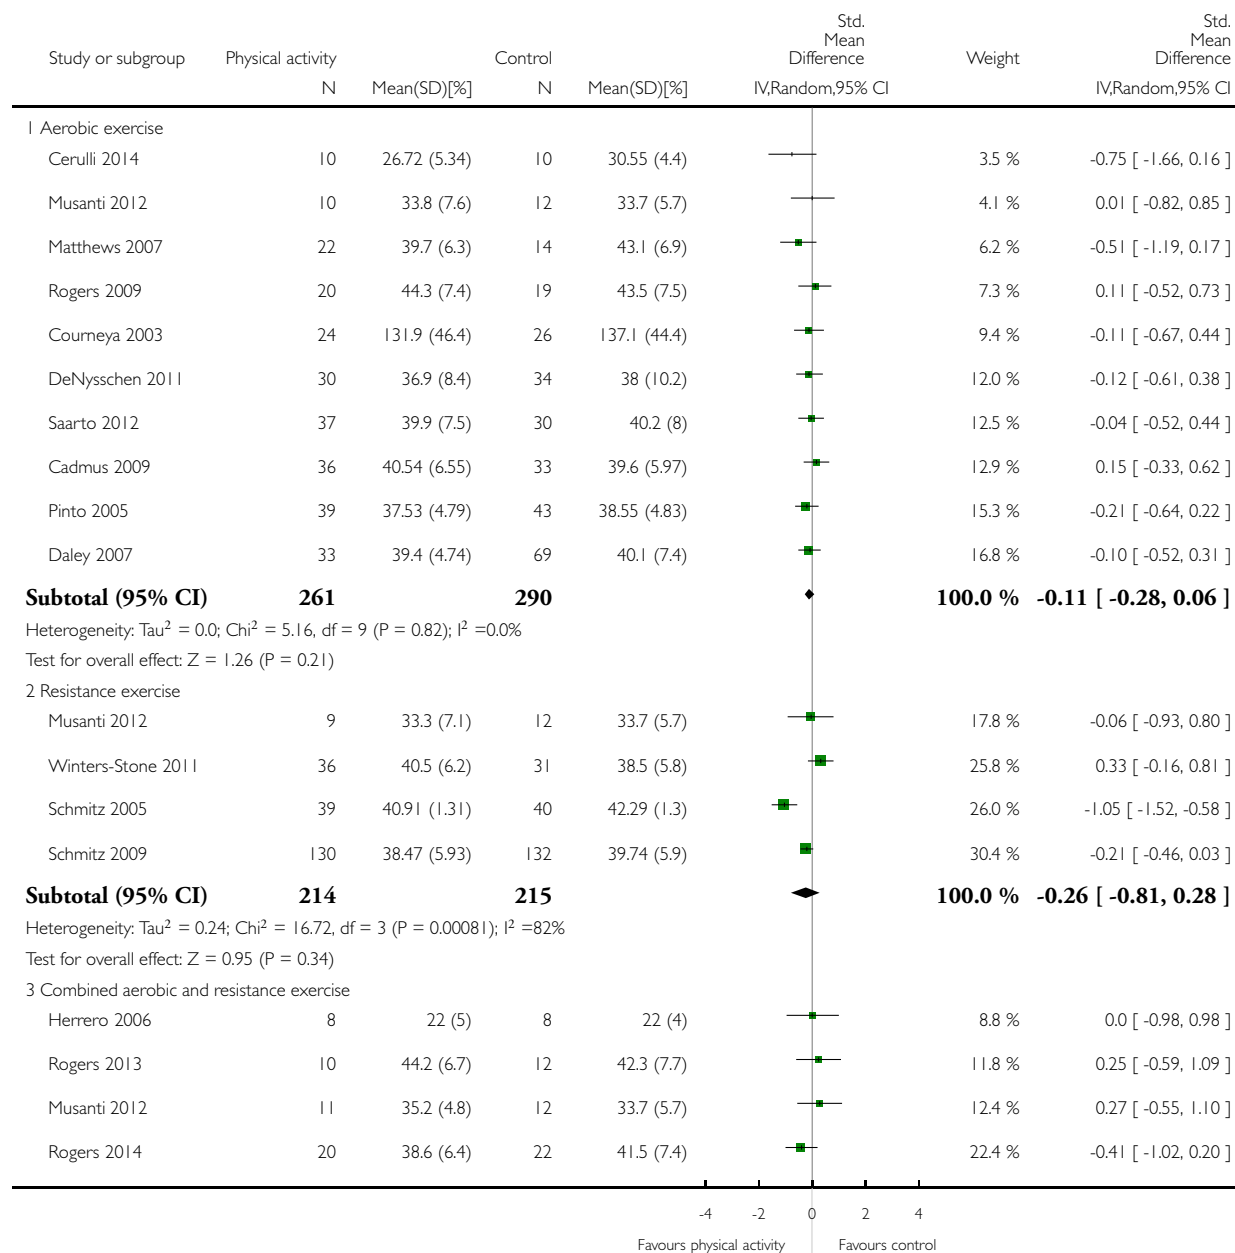 Std.
Mean
Difference
Std.
Mean
Difference
Study or subgroup Physical activity Control Weight
N Mean(SD)[%] N Mean(SD)[%] IV,Random,95% CI IV,Random,95% CI
1 Aerobic exercise
Cerulli 2014 10 26.72 (5.34) 10 30.55 (4.4) 3.5 % -0.75 [ -1.66, 0.16 ]
Musanti 2012 10 33.8 (7.6) 12 33.7 (5.7) 4.1 % 0.01 [ -0.82, 0.85 ]
Matthews 2007 22 39.7 (6.3) 14 43.1 (6.9) 6.2 % -0.51 [ -1.19, 0.17 ]
Rogers 2009 20 44.3 (7.4) 19 43.5 (7.5) 7.3 % 0.11 [ -0.52, 0.73 ]
Courneya 2003 24 131.9 (46.4) 26 137.1 (44.4) 9.4 % -0.11 [ -0.67, 0.44 ]
DeNysschen 2011 30 36.9 (8.4) 34 38 (10.2) 12.0 % -0.12 [ -0.61, 0.38 ]
Saarto 2012 37 39.9 (7.5) 30 40.2 (8) 12.5 % -0.04 [ -0.52, 0.44 ]
Cadmus 2009 36 40.54 (6.55) 33 39.6 (5.97) 12.9 % 0.15 [ -0.33, 0.62 ]
Pinto 2005 39 37.53 (4.79) 43 38.55 (4.83) 15.3 % -0.21 [ -0.64, 0.22 ]
Daley 2007 33 39.4 (4.74) 69 40.1 (7.4) 16.8 % -0.10 [ -0.52, 0.31 ]
Subtotal (95% CI) 261 290 100.0 % -0.11 [ -0.28, 0.06 ]
Heterogeneity: Tau² = 0.0; Chi² = 5.16, df = 9 (P = 0.82); I² =0.0%
Test for overall effect: Z = 1.26 (P = 0.21)
2 Resistance exercise
Musanti 2012 9 33.3 (7.1) 12 33.7 (5.7) 17.8 % -0.06 [ -0.93, 0.80 ]
Winters-Stone 2011 36 40.5 (6.2) 31 38.5 (5.8) 25.8 % 0.33 [ -0.16, 0.81 ]
Schmitz 2005 39 40.91 (1.31) 40 42.29 (1.3) 26.0 % -1.05 [ -1.52, -0.58 ]
Schmitz 2009 130 38.47 (5.93) 132 39.74 (5.9) 30.4 % -0.21 [ -0.46, 0.03 ]
Subtotal (95% CI) 214 215 100.0 % -0.26 [ -0.81, 0.28 ]
Heterogeneity: Tau² = 0.24; Chi² = 16.72, df = 3 (P = 0.00081); I² =82%
Test for overall effect: Z = 0.95 (P = 0.34)
3 Combined aerobic and resistance exercise
Herrero 2006 8 22 (5) 8 22 (4) 8.8 % 0.0 [ -0.98, 0.98 ]
Rogers 2013 10 44.2 (6.7) 12 42.3 (7.7) 11.8 % 0.25 [ -0.59, 1.09 ]
Musanti 2012 11 35.2 (4.8) 12 33.7 (5.7) 12.4 % 0.27 [ -0.55, 1.10 ]
Rogers 2014 20 38.6 (6.4) 22 41.5 (7.4) 22.4 % -0.41 [ -1.02, 0.20 ]
-4 -2 0 2 4
Favours physical activity Favours control